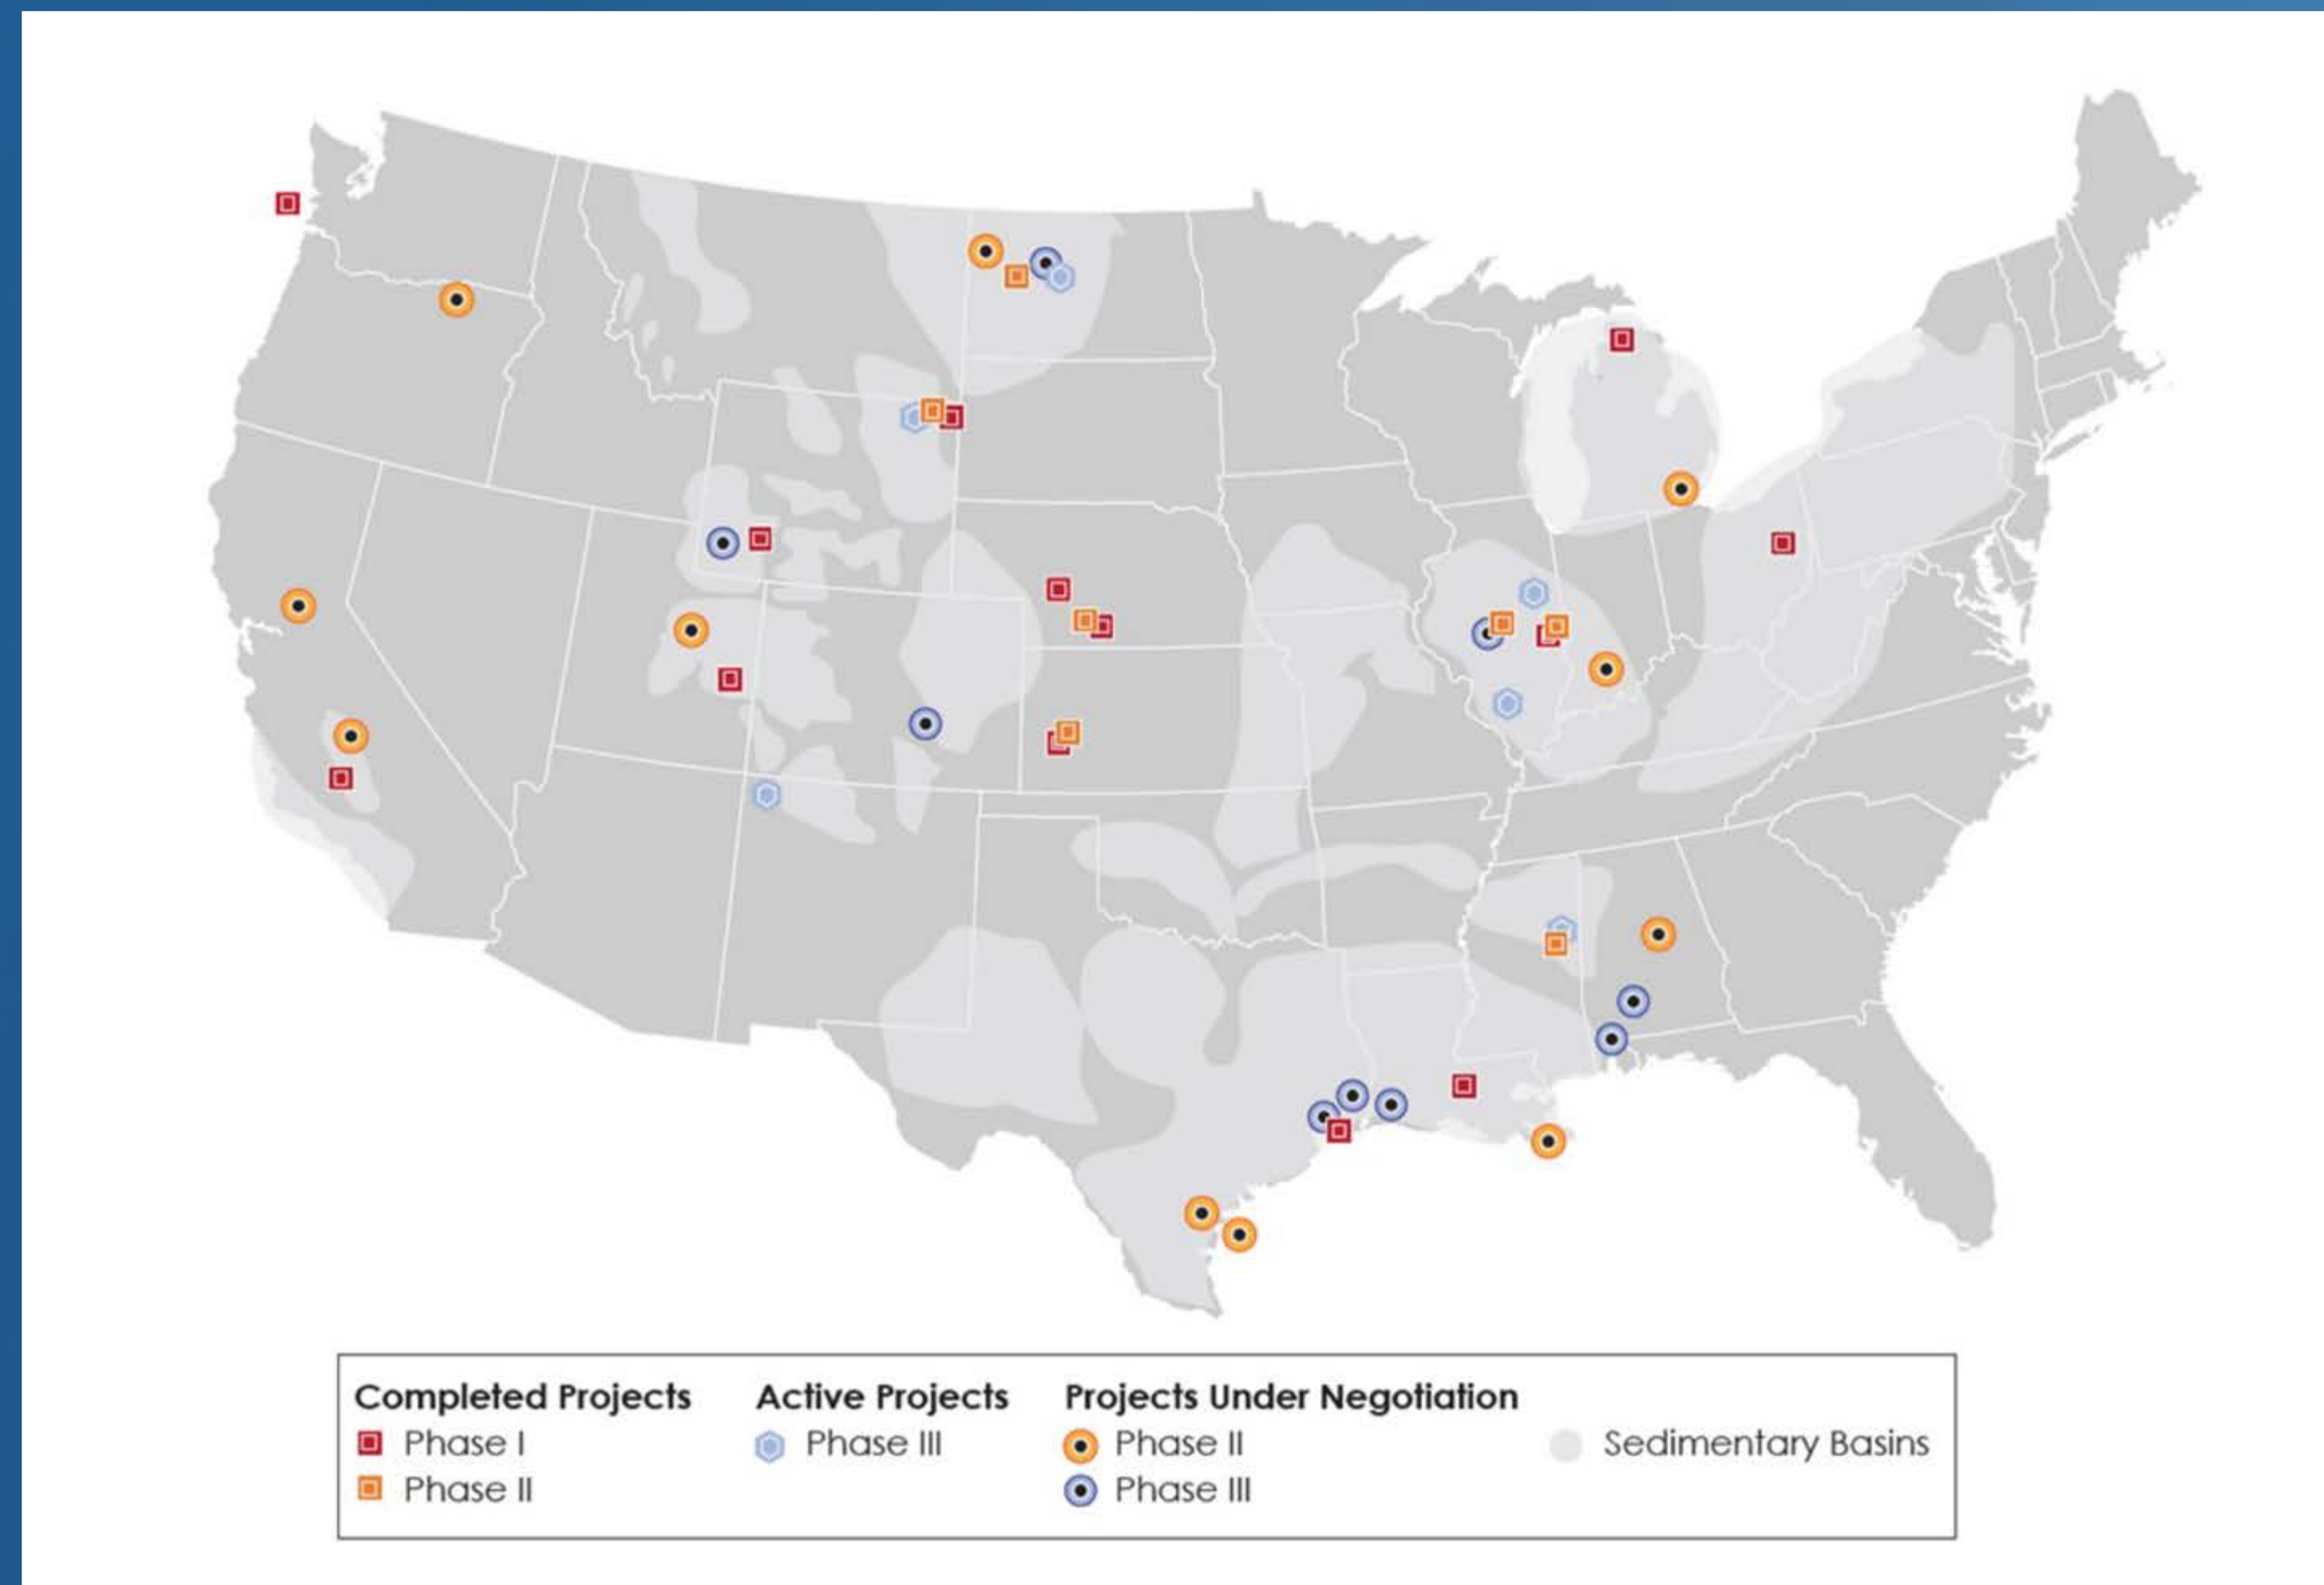 Completed Projects
Phase I
Phase II
Active Projects
Phase III
Projects Under Negotiation
Phase II
Phase III
Sedimentary Basins